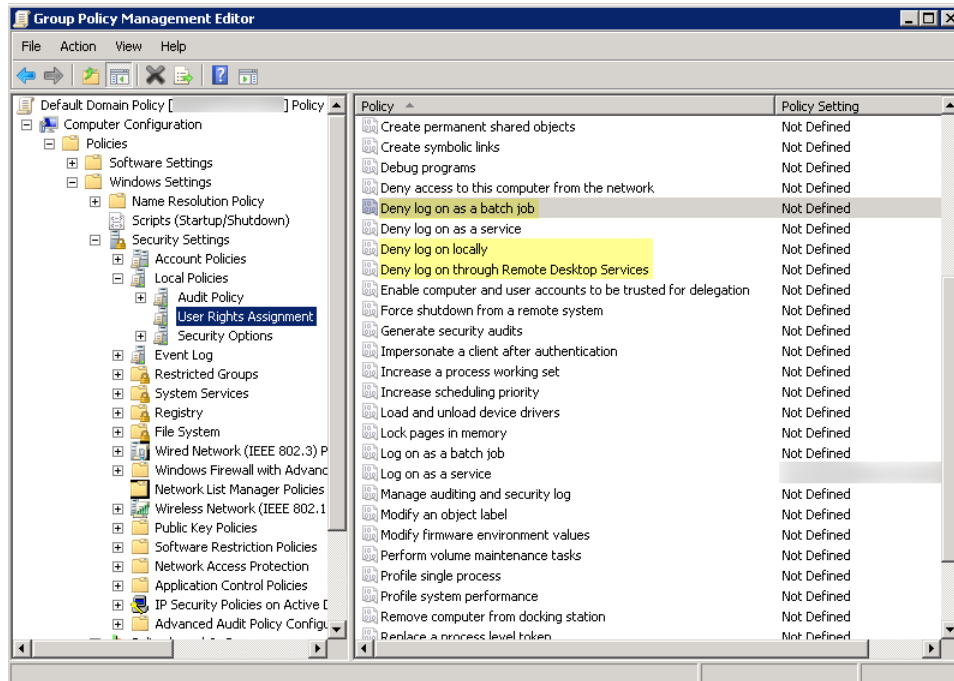 Group Policy Management Editor
File Action View Help
Default Domain Policy [ ] Policy
Computer Configuration
Policies
Software Settings
Windows Settings
Name Resolution Policy
Scripts (Startup/Shutdown)
Security Settings
Account Policies
Local Policies
Audit Policy
User Rights Assignment
Security Options
Event Log
Restricted Groups
System Services
Registry
File System
Wired Network (IEEE 802.3) P
Windows Firewall with Advanc
Network List Manager Policies
Wireless Network (IEEE 802.1
Public Key Policies
Software Restriction Policies
Network Access Protection
Application Control Policies
IP Security Policies on Active D
Advanced Audit Policy Configu
Policy Policy Setting
Create permanent shared objects Not Defined
Create symbolic links Not Defined
Debug programs Not Defined
Deny access to this computer from the network Not Defined
Deny log on as a batch job Not Defined
Deny log on as a service Not Defined
Deny log on locally Not Defined
Deny log on through Remote Desktop Services Not Defined
Enable computer and user accounts to be trusted for delegation Not Defined
Force shutdown from a remote system Not Defined
Generate security audits Not Defined
Impersonate a client after authentication Not Defined
Increase a process working set Not Defined
Increase scheduling priority Not Defined
Load and unload device drivers Not Defined
Lock pages in memory Not Defined
Log on as a batch job Not Defined
Log on as a service
Manage auditing and security log Not Defined
Modify an object label Not Defined
Modify firmware environment values Not Defined
Perform volume maintenance tasks Not Defined
Profile single process Not Defined
Profile system performance Not Defined
Remove computer from docking station Not Defined
Replace a process level token Not Defined